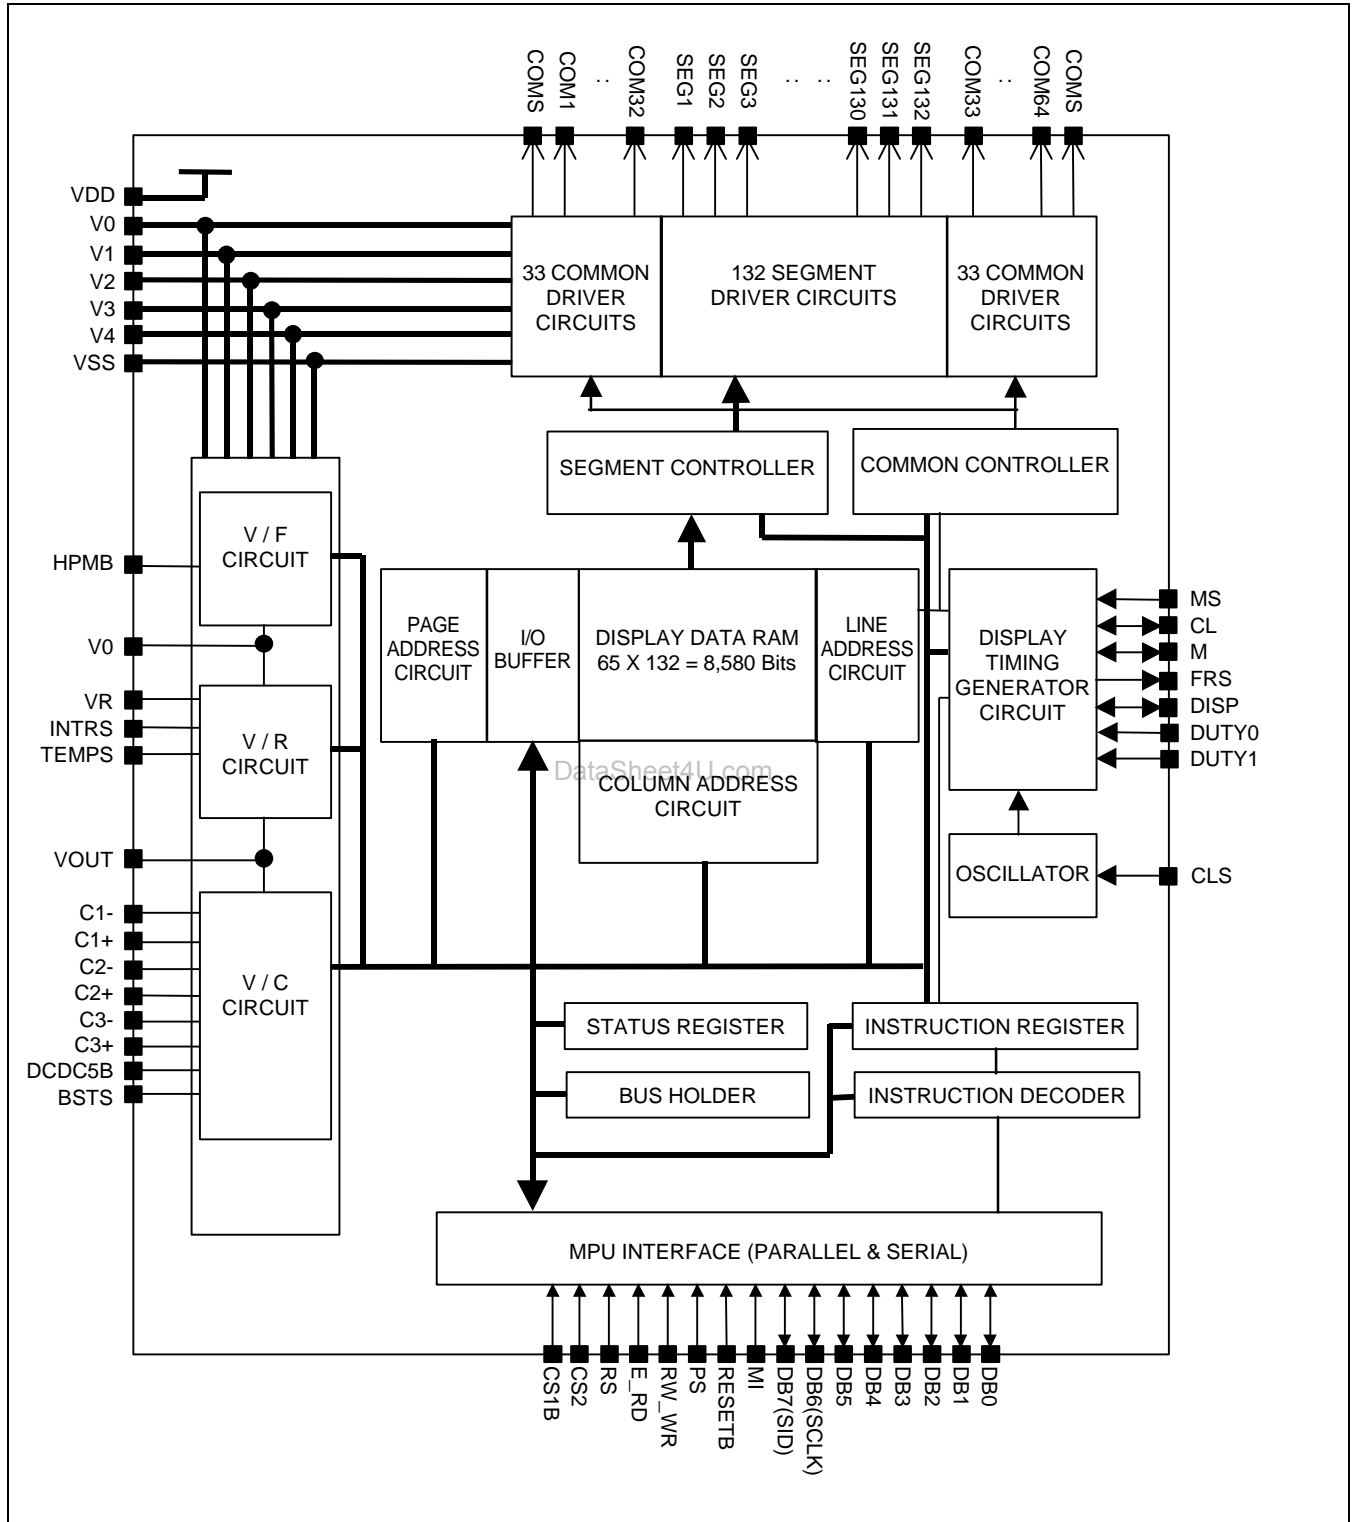 COMS
COM1
: :
COM32
SEG1
SEG2
SEG3
: :
: :
SEG130
SEG131
SEG132
COM33
: :
COM64
COMS
VDD
V0
V1
V2
V3
V4
VSS
33 COMMON
DRIVER
CIRCUITS
132 SEGMENT
DRIVER CIRCUITS
33 COMMON
DRIVER
CIRCUITS
SEGMENT CONTROLLER
COMMON CONTROLLER
V / F
CIRCUIT
HPMB
V0
VR
INTRS
TEMPS
V / R
CIRCUIT
VOUT
C1-
C1+
C2-
C2+
C3-
C3+
DCDC5B
BSTS
V / C
CIRCUIT
PAGE
ADDRESS
CIRCUIT
I/O
BUFFER
DISPLAY DATA RAM
65 X 132 = 8,580 Bits
LINE
ADDRESS
CIRCUIT
DISPLAY
TIMING
GENERATOR
CIRCUIT
MS
CL
M
FRS
DISP
DUTY0
DUTY1
DataSheet4U.com
COLUMN ADDRESS
CIRCUIT
OSCILLATOR
CLS
STATUS REGISTER
INSTRUCTION REGISTER
BUS HOLDER
INSTRUCTION DECODER
MPU INTERFACE (PARALLEL & SERIAL)
CS1B
CS2
RS
E_RD
RW_WR
PS
RESETB
MI
DB7(SID)
DB6(SCLK)
DB5
DB4
DB3
DB2
DB1
DB0